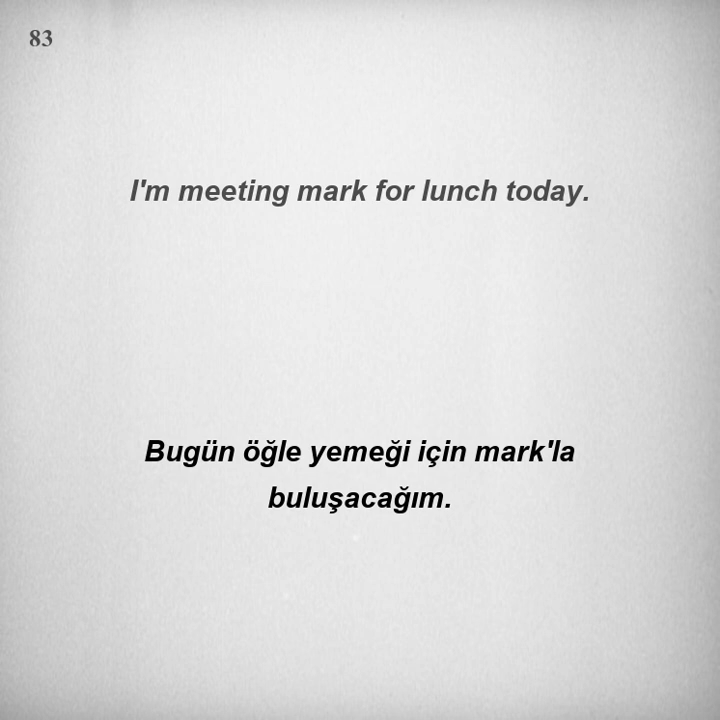 83
I'm meeting mark for lunch today.
Bugün öğle yemeği için mark'la
buluşacağım.